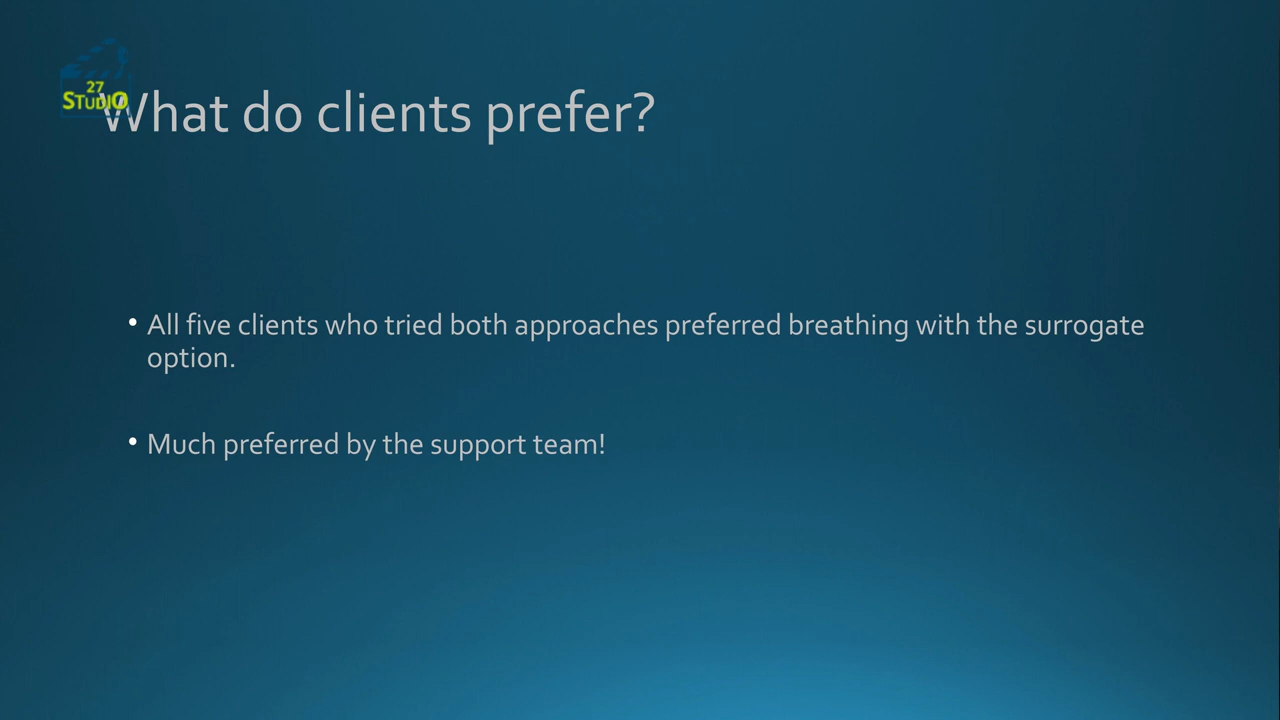 27
STUDIO
What do clients prefer?
• All five clients who tried both approaches preferred breathing with the surrogate
option.
• Much preferred by the support team!